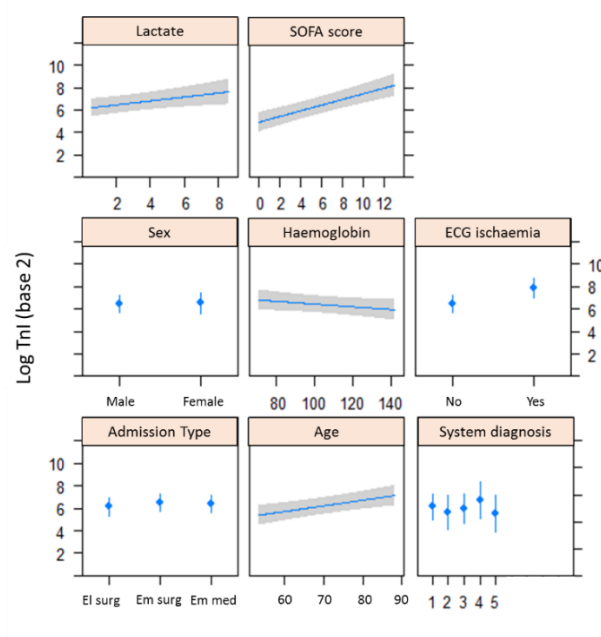 Lactate SOFA score
10
8
6
4
2
2 4 6 8 0 2 4 6 8 10 12
Sex Haemoglobin ECG ischaemia
10
8
6
4
2
Log TnI (base 2)
Male Female 80 100 120 140 No Yes
Admission Type Age System diagnosis
10
8
6
4
2
El surg Em surg Em med 60 70 80 90 1 2 3 4 5